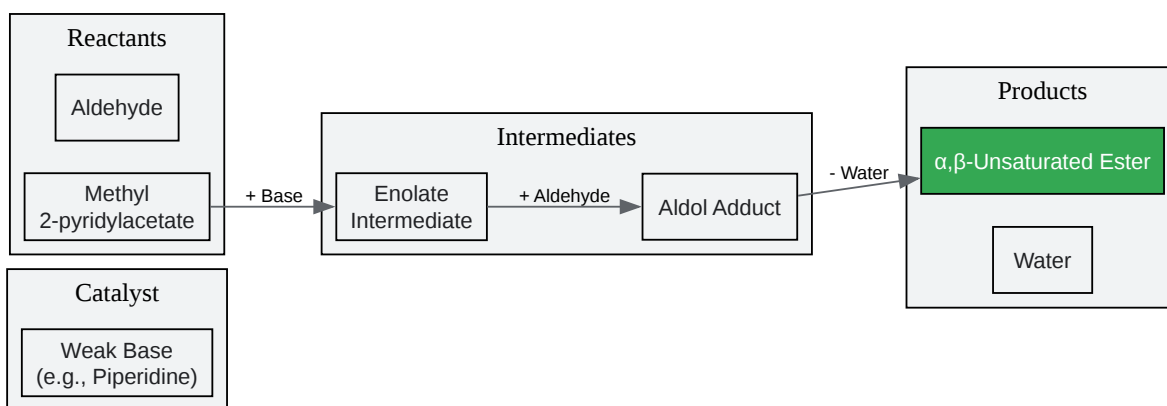 Reactants
Aldehyde
Methyl
2-pyridylacetate
Catalyst
Weak Base
(e.g., Piperidine)
+ Base
Intermediates
Enolate
Intermediate
+ Aldehyde
Aldol Adduct
- Water
Products
α,β-Unsaturated Ester
Water